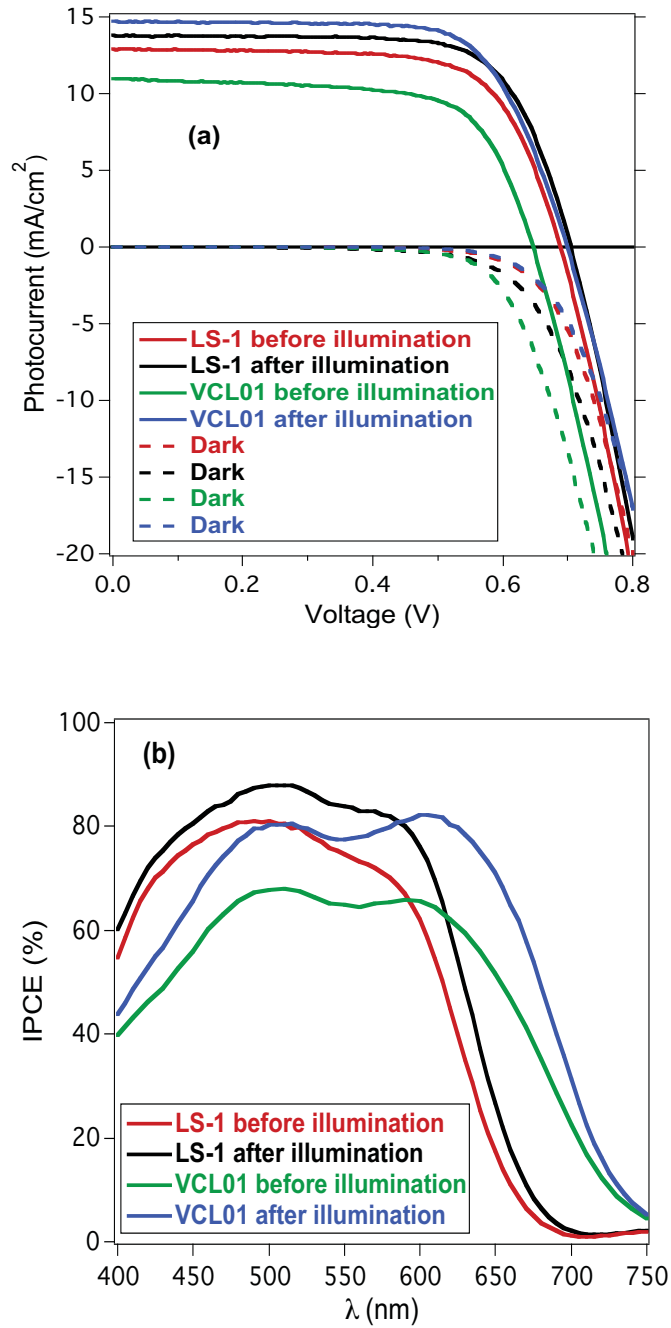 15
10
5
0
-5
-10
-15
-20
Photocurrent (mA/cm²)
(a)
LS-1 before illumination
LS-1 after illumination
VCL01 before illumination
VCL01 after illumination
Dark
Dark
Dark
Dark
0.0 0.2 0.4 0.6 0.8
Voltage (V)
100
80
60
40
20
0
IPCE (%)
(b)
LS-1 before illumination
LS-1 after illumination
VCL01 before illumination
VCL01 after illumination
400 450 500 550 600 650 700 750
λ (nm)